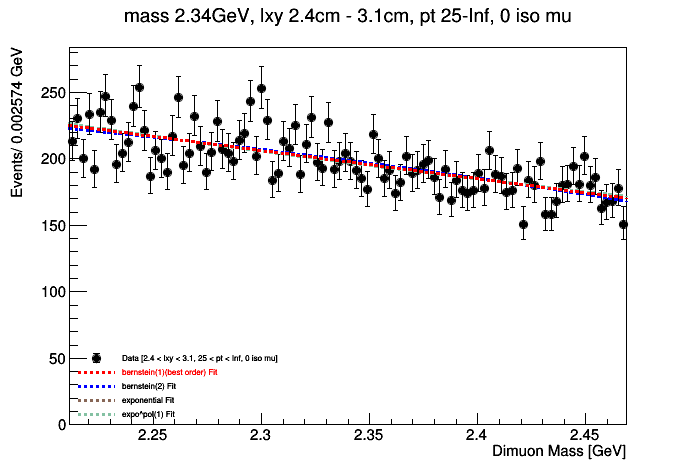 mass 2.34GeV, lxy 2.4cm - 3.1cm, pt 25-Inf, 0 iso mu
Events/ 0.002574 GeV
250
200
150
100
50
0
Data [2.4 < lxy < 3.1, 25 < pt < Inf, 0 iso mu]
bernstein(1)(best order) Fit
bernstein(2) Fit
exponential Fit
expo*pol(1) Fit
2.25 2.3 2.35 2.4 2.45
Dimuon Mass [GeV]